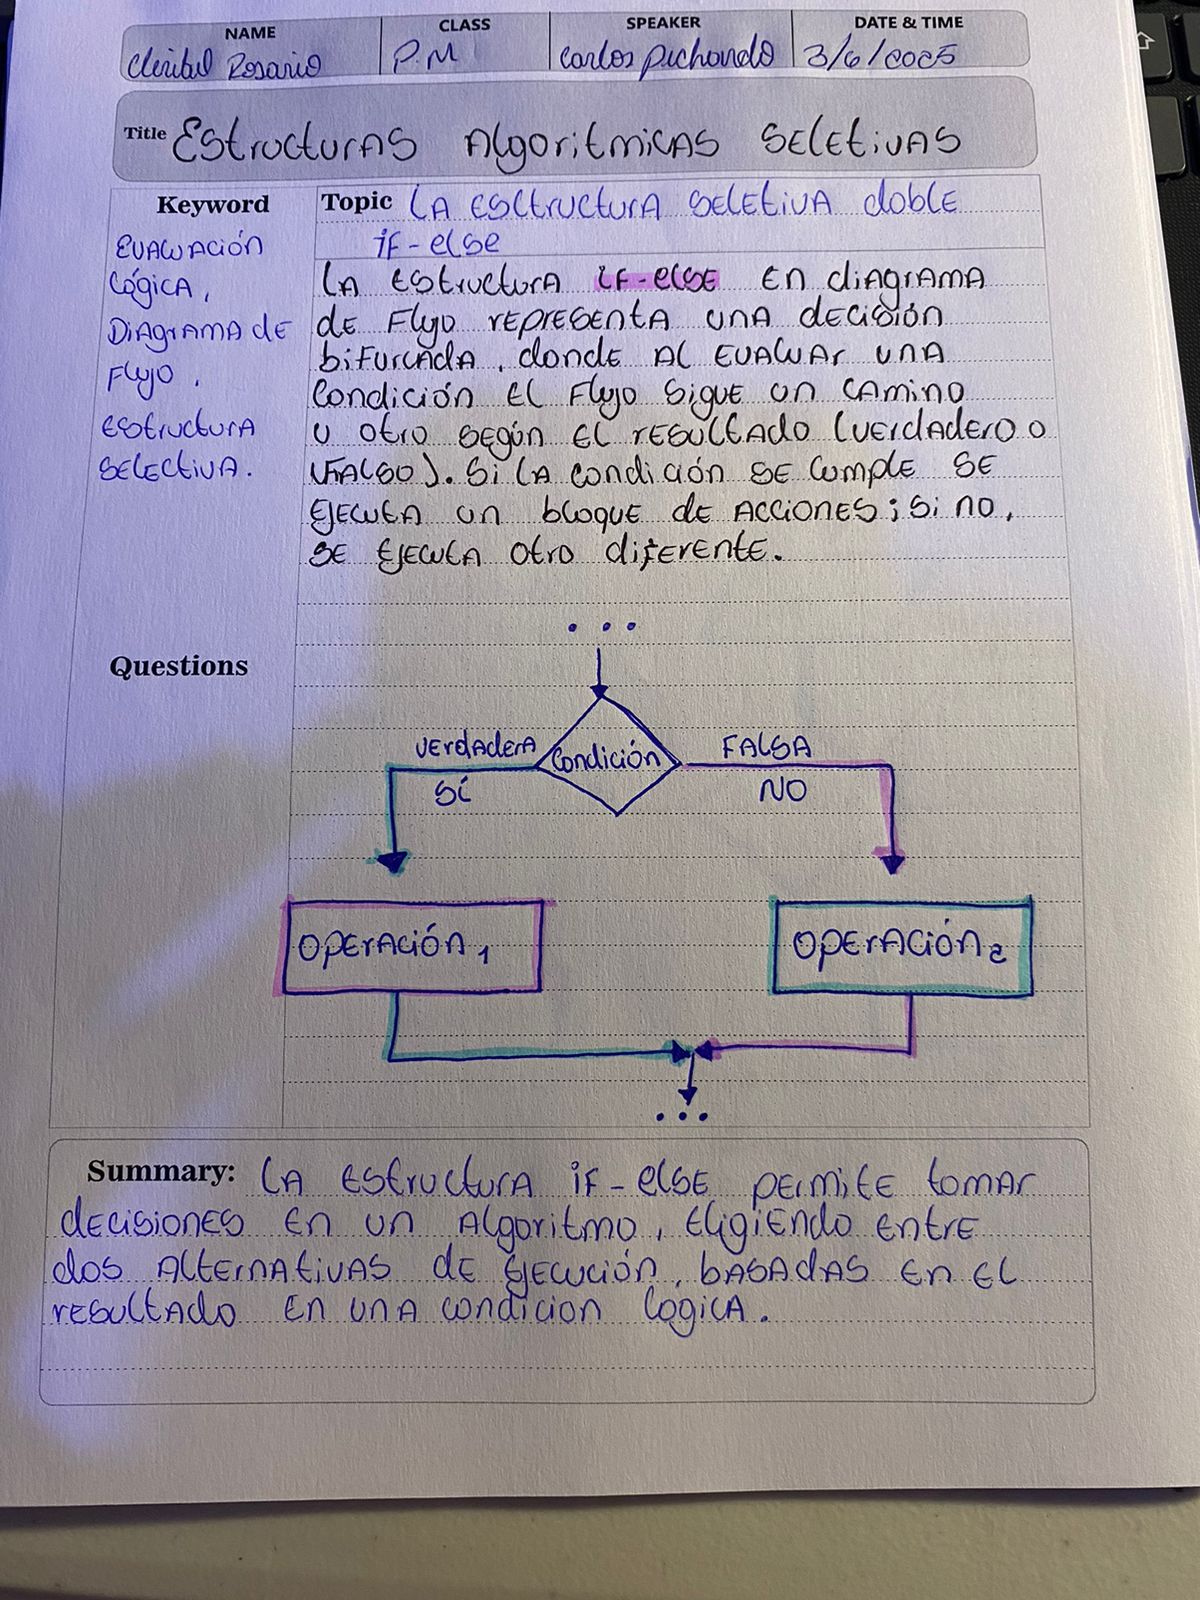 NAME CLASS SPEAKER DATE & TIME
Rosario P.M Carlos Pichardo 3/6/2025
Title Estructuras Algoritmicas Seletivas
Keyword
Evaluación
Lógica,
Diagrama de
Flujo,
Estructura
Selectiva.
Topic La Esctructura Seletiva doble
if-else
La Estructura if-else En diagrama
de Flujo representa una decisión
bifurcada, donde al Evaluar una
Condición El Flujo sigue un camino
u otro según El resultado (verdadero o
Falso). Si la condición se cumple se
Ejecuta un bloque de acciones; si no,
se Ejecuta otro diferente.
Questions
...
Verdadera Condición Falsa
Sí NO
Operación 1 Operación 2
...
Summary: La Estructura if-else permite tomar
decisiones En un Algoritmo, Eligiendo Entre
dos Alternativas de Ejecución, basadas En El
resultado En una condicion logica.